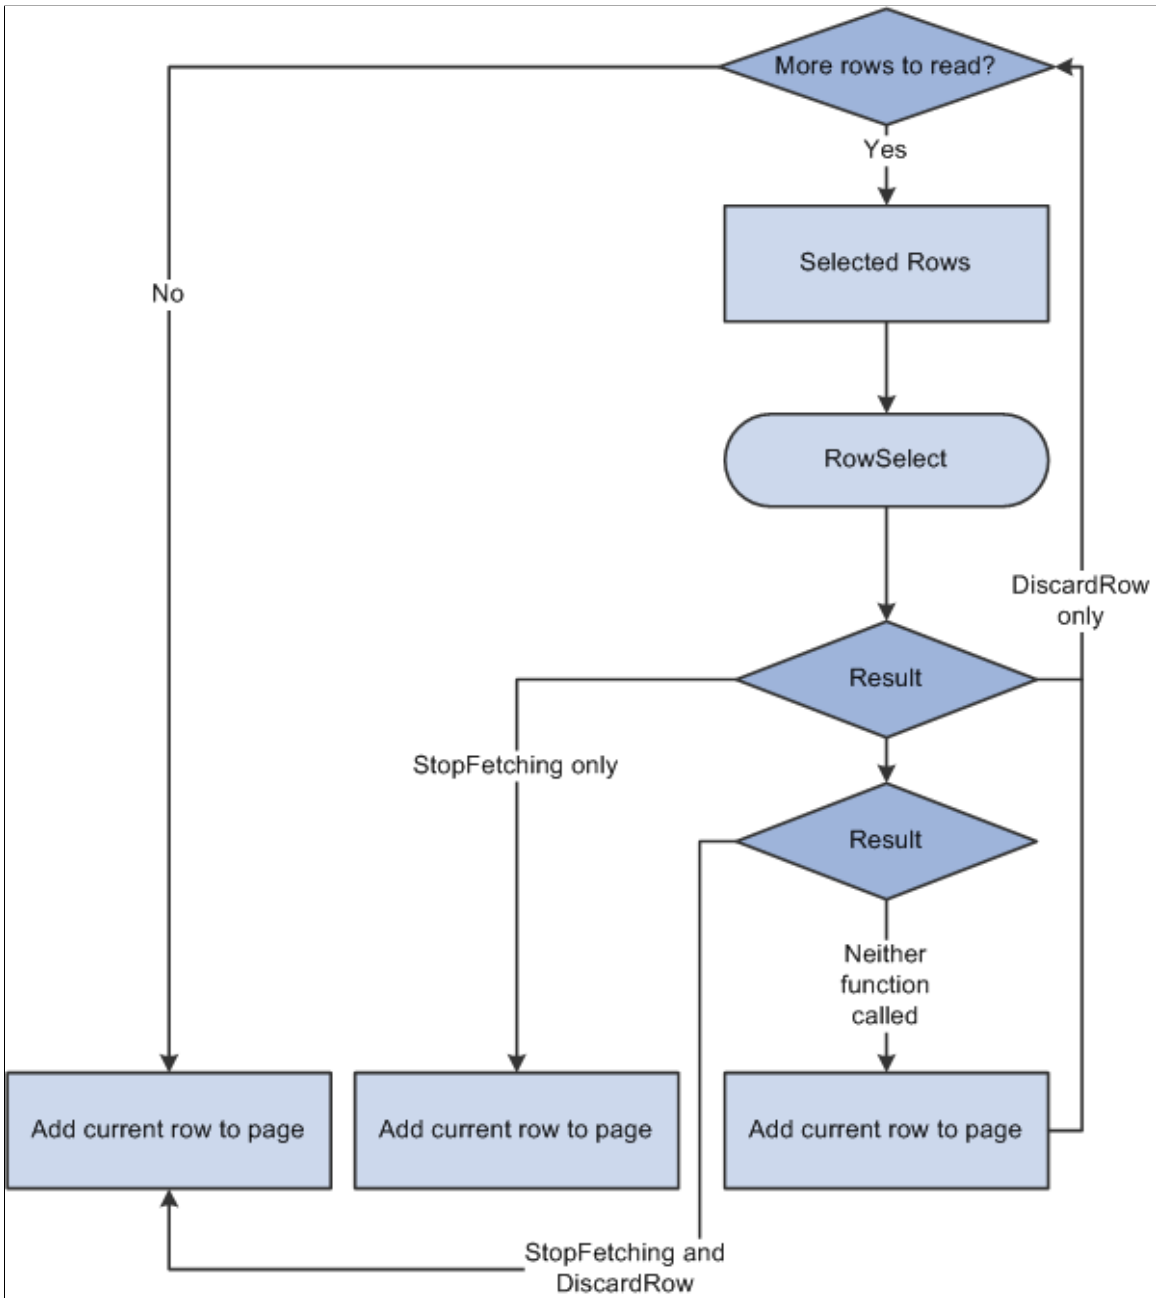 More rows to read?
Yes
Selected Rows
No
RowSelect
DiscardRow
only
Result
StopFetching only
Result
Neither
function
called
Add current row to page
Add current row to page
Add current row to page
StopFetching and
DiscardRow